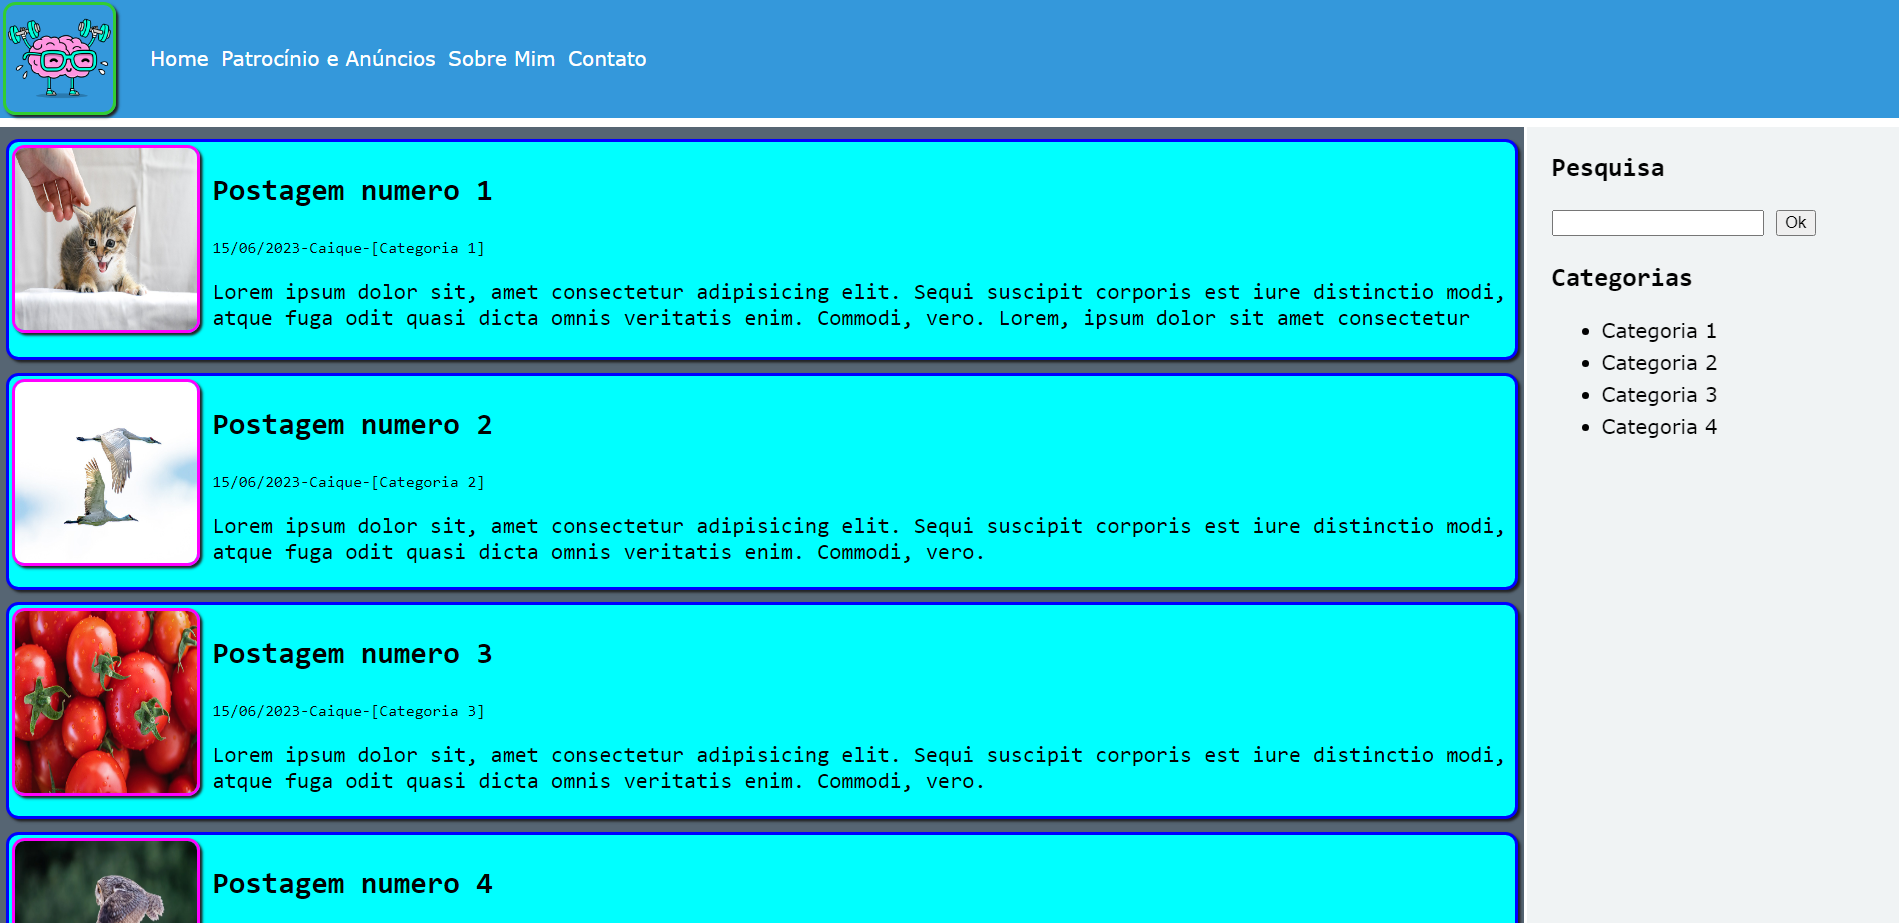 Home Patrocínio e Anúncios Sobre Mim Contato
Postagem numero 1
15/06/2023-Caique-[Categoria 1]
Lorem ipsum dolor sit, amet consectetur adipisicing elit. Sequi suscipit corporis est iure distinctio modi,
atque fuga odit quasi dicta omnis veritatis enim. Commodi, vero. Lorem, ipsum dolor sit amet consectetur
Postagem numero 2
15/06/2023-Caique-[Categoria 2]
Lorem ipsum dolor sit, amet consectetur adipisicing elit. Sequi suscipit corporis est iure distinctio modi,
atque fuga odit quasi dicta omnis veritatis enim. Commodi, vero.
Postagem numero 3
15/06/2023-Caique-[Categoria 3]
Lorem ipsum dolor sit, amet consectetur adipisicing elit. Sequi suscipit corporis est iure distinctio modi,
atque fuga odit quasi dicta omnis veritatis enim. Commodi, vero.
Postagem numero 4
Pesquisa
Ok
Categorias
Categoria 1
Categoria 2
Categoria 3
Categoria 4